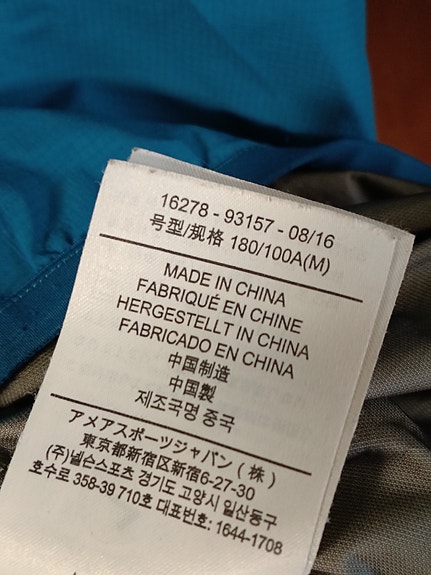 16278 - 93157 - 08/16
号型/规格 180/100A(M)
MADE IN CHINA
FABRIQUÉ EN CHINE
HERGESTELLT IN CHINA
FABRICADO EN CHINA
中国制造
中国製
제조국명 중국
アメアスポーツジャパン（株）
東京都新宿区新宿6-27-30
(주)넬슨스포츠 경기도 고양시 일산동구
호수로 358-39 710호 대표번호: 1644-1708